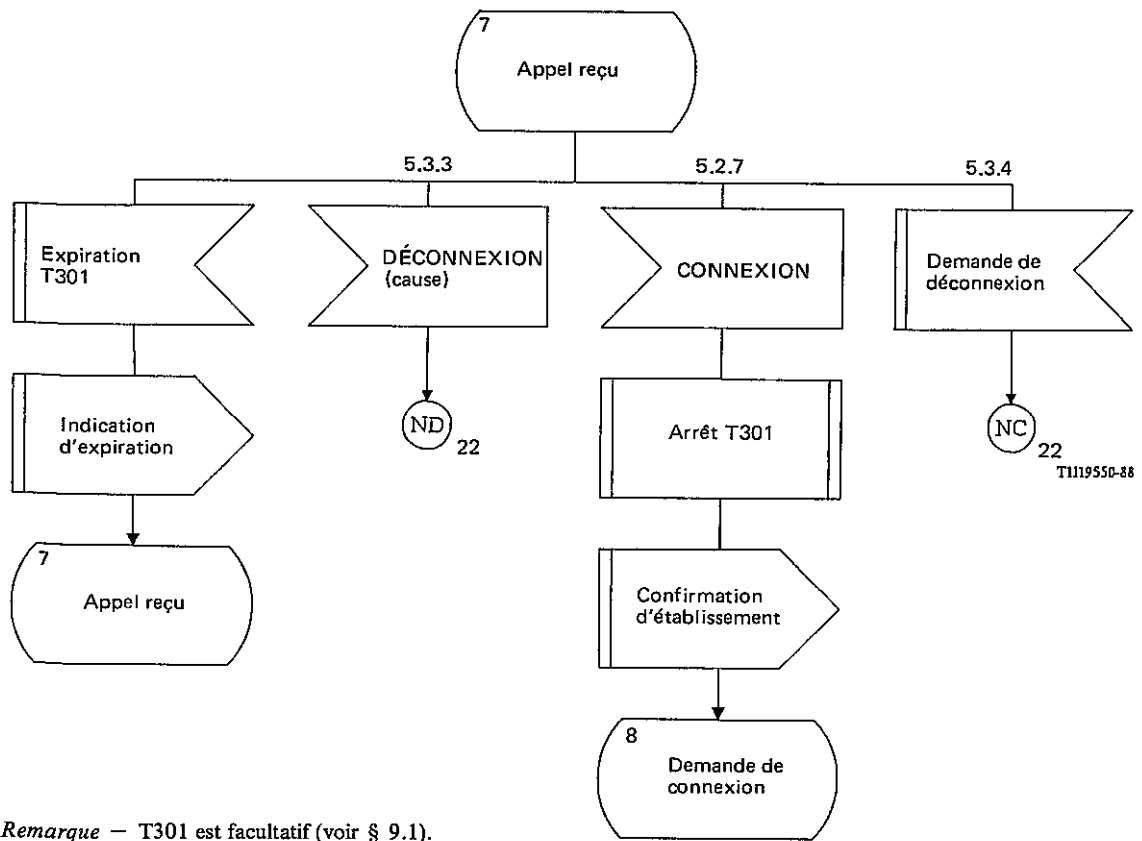 7
Appel reçu
5.3.3
5.2.7
5.3.4
Expiration
T301
DÉCONNEXION
(cause)
CONNEXION
Demande de
déconnexion
Indication
d'expiration
ND
22
Arrêt T301
NC
22
T1119550-88
7
Appel reçu
Confirmation
d'établissement
8
Demande de
connexion
Remarque — T301 est facultatif (voir § 9.1).